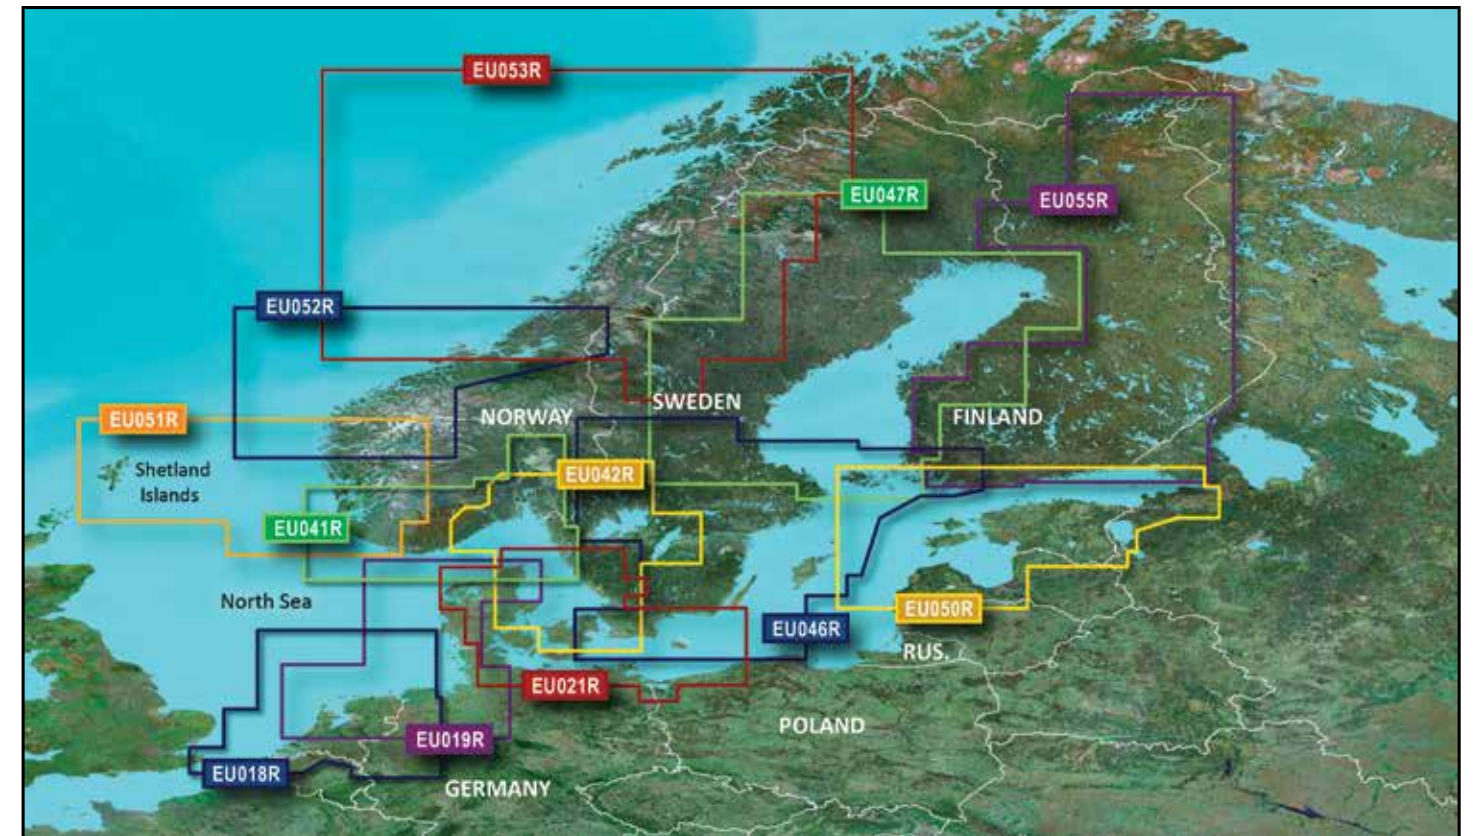 EU053R
EU047R
EU055R
EU052R
SWEDEN
EU051R
NORWAY
FINLAND
Shetland
Islands
EU042R
EU041R
North Sea
EU050R
EU046R
RUS.
EU021R
POLAND
EU019R
EU018R
GERMANY